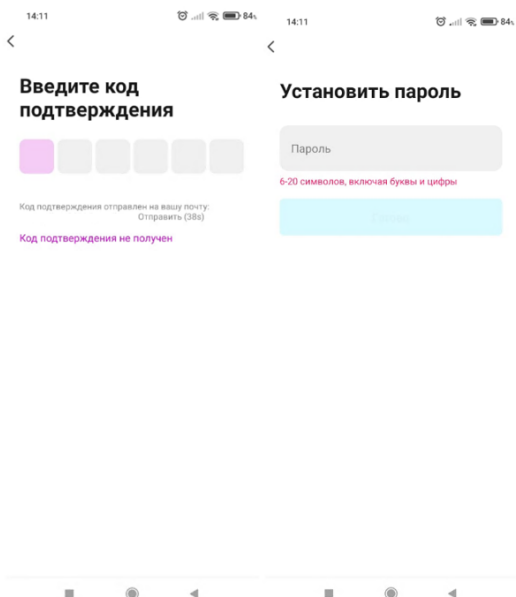 14:11
84%
Введите код
подтверждения
Код подтверждения отправлен на вашу почту:
Отправить (38s)
Код подтверждения не получен
14:11
84%
Установить пароль
Пароль
6-20 символов, включая буквы и цифры